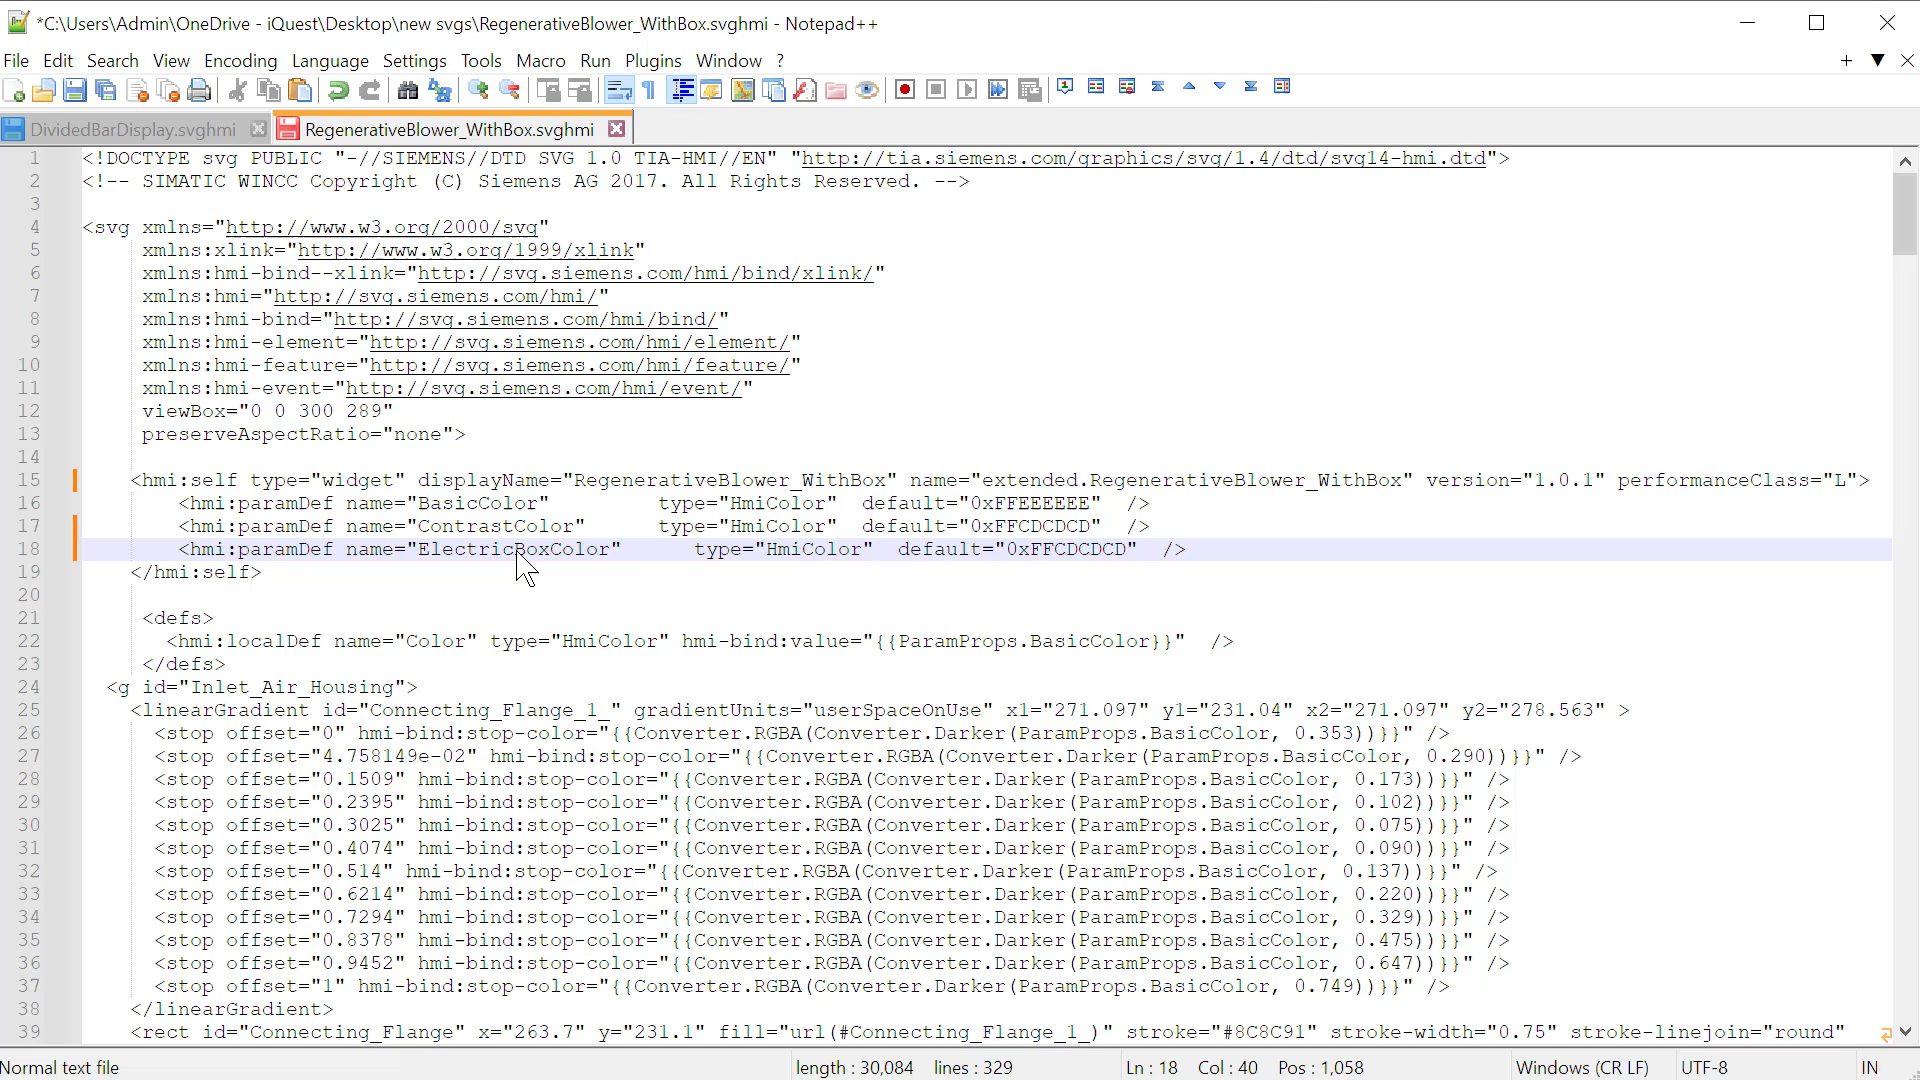 *C:\Users\Admin\OneDrive - iQuest\Desktop\new svgs\RegenerativeBlower_WithBox.svghmi - Notepad++
File Edit Search View Encoding Language Settings Tools Macro Run Plugins Window ?
DividedBarDisplay.svghmi RegenerativeBlower_WithBox.svghmi
1 <!DOCTYPE svg PUBLIC "-//SIEMENS//DTD SVG 1.0 TIA-HMI//EN" "http://tia.siemens.com/graphics/svg/1.4/dtd/svg14-hmi.dtd">
2 <!-- SIMATIC WINCC Copyright (C) Siemens AG 2017. All Rights Reserved. -->
3
4 <svg xmlns="http://www.w3.org/2000/svg"
5 xmlns:xlink="http://www.w3.org/1999/xlink"
6 xmlns:hmi-bind--xlink="http://svg.siemens.com/hmi/bind/xlink/"
7 xmlns:hmi="http://svg.siemens.com/hmi/"
8 xmlns:hmi-bind="http://svg.siemens.com/hmi/bind/"
9 xmlns:hmi-element="http://svg.siemens.com/hmi/element/"
10 xmlns:hmi-feature="http://svg.siemens.com/hmi/feature/"
11 xmlns:hmi-event="http://svg.siemens.com/hmi/event/"
12 viewBox="0 0 300 289"
13 preserveAspectRatio="none">
14
15 <hmi:self type="widget" displayName="RegenerativeBlower_WithBox" name="extended.RegenerativeBlower_WithBox" version="1.0.1" performanceClass="L">
16 <hmi:paramDef name="BasicColor" type="HmiColor" default="0xFFEEEEEE" />
17 <hmi:paramDef name="ContrastColor" type="HmiColor" default="0xFFCDCDCD" />
18 <hmi:paramDef name="ElectricBoxColor" type="HmiColor" default="0xFFCDCDCD" />
19 </hmi:self>
20
21 <defs>
22 <hmi:localDef name="Color" type="HmiColor" hmi-bind:value="{{ParamProps.BasicColor}}" />
23 </defs>
24 <g id="Inlet_Air_Housing">
25 <linearGradient id="Connecting_Flange_1_" gradientUnits="userSpaceOnUse" x1="271.097" y1="231.04" x2="271.097" y2="278.563" >
26 <stop offset="0" hmi-bind:stop-color="{{Converter.RGBA(Converter.Darker(ParamProps.BasicColor, 0.353))}}" />
27 <stop offset="4.758149e-02" hmi-bind:stop-color="{{Converter.RGBA(Converter.Darker(ParamProps.BasicColor, 0.290))}}" />
28 <stop offset="0.1509" hmi-bind:stop-color="{{Converter.RGBA(Converter.Darker(ParamProps.BasicColor, 0.173))}}" />
29 <stop offset="0.2395" hmi-bind:stop-color="{{Converter.RGBA(Converter.Darker(ParamProps.BasicColor, 0.102))}}" />
30 <stop offset="0.3025" hmi-bind:stop-color="{{Converter.RGBA(Converter.Darker(ParamProps.BasicColor, 0.075))}}" />
31 <stop offset="0.4074" hmi-bind:stop-color="{{Converter.RGBA(Converter.Darker(ParamProps.BasicColor, 0.090))}}" />
32 <stop offset="0.514" hmi-bind:stop-color="{{Converter.RGBA(Converter.Darker(ParamProps.BasicColor, 0.137))}}" />
33 <stop offset="0.6214" hmi-bind:stop-color="{{Converter.RGBA(Converter.Darker(ParamProps.BasicColor, 0.220))}}" />
34 <stop offset="0.7294" hmi-bind:stop-color="{{Converter.RGBA(Converter.Darker(ParamProps.BasicColor, 0.329))}}" />
35 <stop offset="0.8378" hmi-bind:stop-color="{{Converter.RGBA(Converter.Darker(ParamProps.BasicColor, 0.475))}}" />
36 <stop offset="0.9452" hmi-bind:stop-color="{{Converter.RGBA(Converter.Darker(ParamProps.BasicColor, 0.647))}}" />
37 <stop offset="1" hmi-bind:stop-color="{{Converter.RGBA(Converter.Darker(ParamProps.BasicColor, 0.749))}}" />
38 </linearGradient>
39 <rect id="Connecting_Flange" x="263.7" y="231.1" fill="url(#Connecting_Flange_1_)" stroke="#8C8C91" stroke-width="0.75" stroke-linejoin="round"
Normal text file length : 30,084 lines : 329 Ln : 18 Col : 40 Pos : 1,058 Windows (CR LF) UTF-8 IN